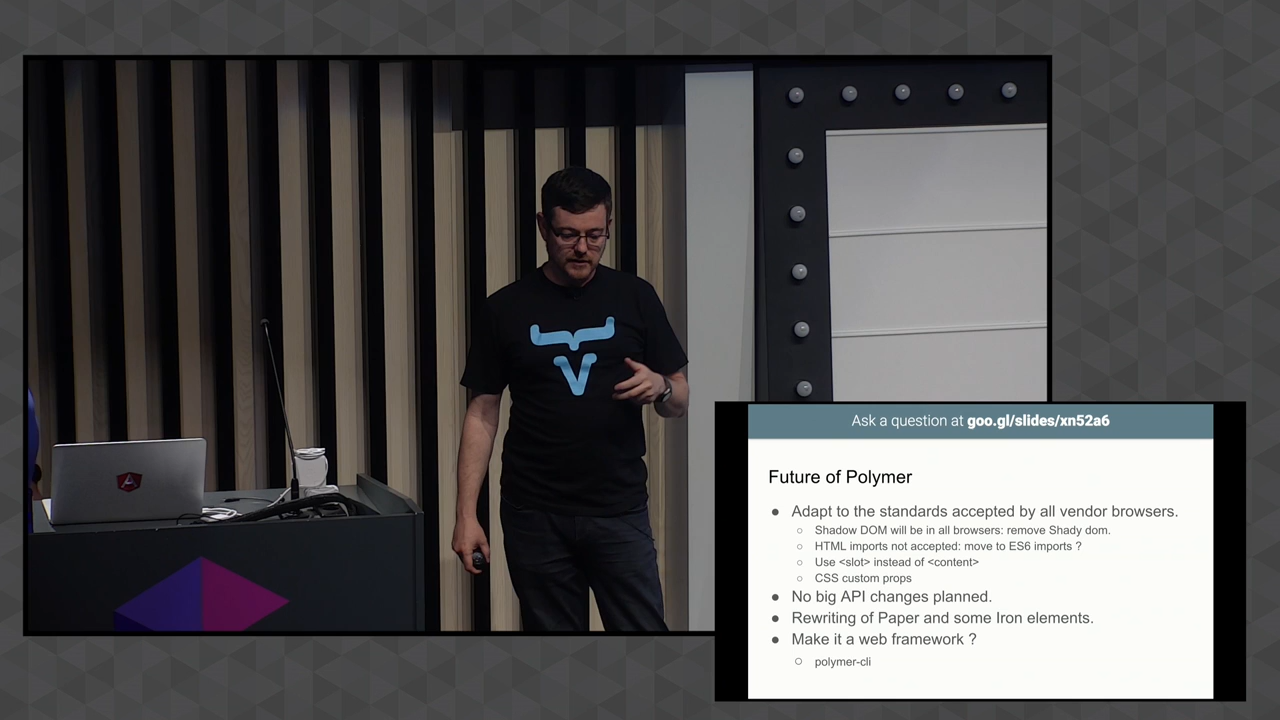 Ask a question at goo.gl/slides/xn52a6
Future of Polymer
● Adapt to the standards accepted by all vendor browsers.
○ Shadow DOM will be in all browsers: remove Shady dom.
○ HTML imports not accepted: move to ES6 imports ?
○ Use <slot> instead of <content>
○ CSS custom props
● No big API changes planned.
● Rewriting of Paper and some Iron elements.
● Make it a web framework ?
○ polymer-cli